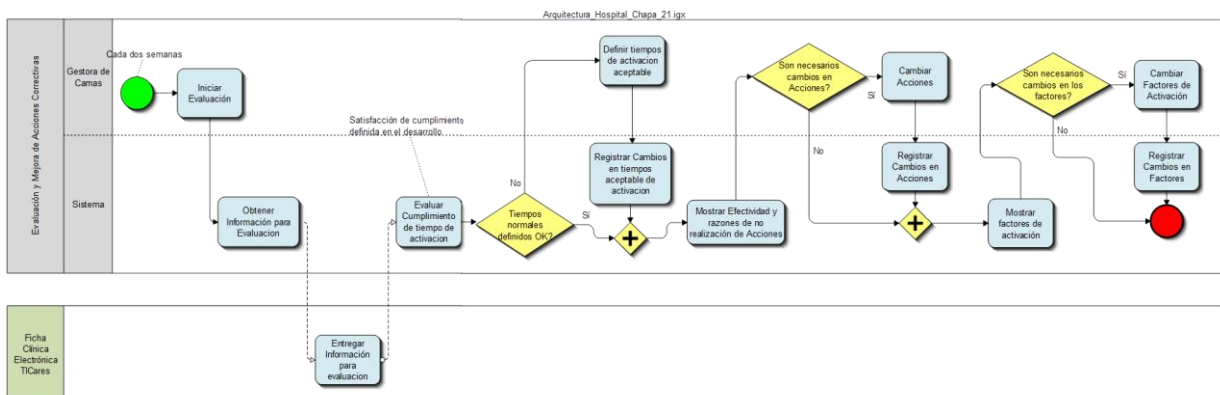 Arquitectura_Hospital_Chapa_21.igx
Evaluación y Mejora de Acciones Correctivas
Gestora de
Camas
Cada dos semanas
Iniciar
Evaluación
Definir tiempos
de activacion
aceptable
Son necesarios
cambios en
Acciones?
Sí
Cambiar
Acciones
Son necesarios
cambios en los
factores?
Sí
Cambiar
Factores de
Activación
No
Sistema
Obtener
Información para
Evaluacion
Satisfacción de cumplimiento
definida en el desarrollo
Evaluar
Cumplimiento
de tiempo de
activacion
No
Tiempos
normales
definidos OK?
Sí
Registrar Cambios
en tiempos
aceptable de
activacion
Mostrar Efectividad y
razones de no
realización de Acciones
No
Registrar
Cambios en
Acciones
Mostrar
factores de
activación
Registrar
Cambios en
Factores
Ficha
Clínica
Electrónica
TICares
Entregar
Información
para
evaluacion